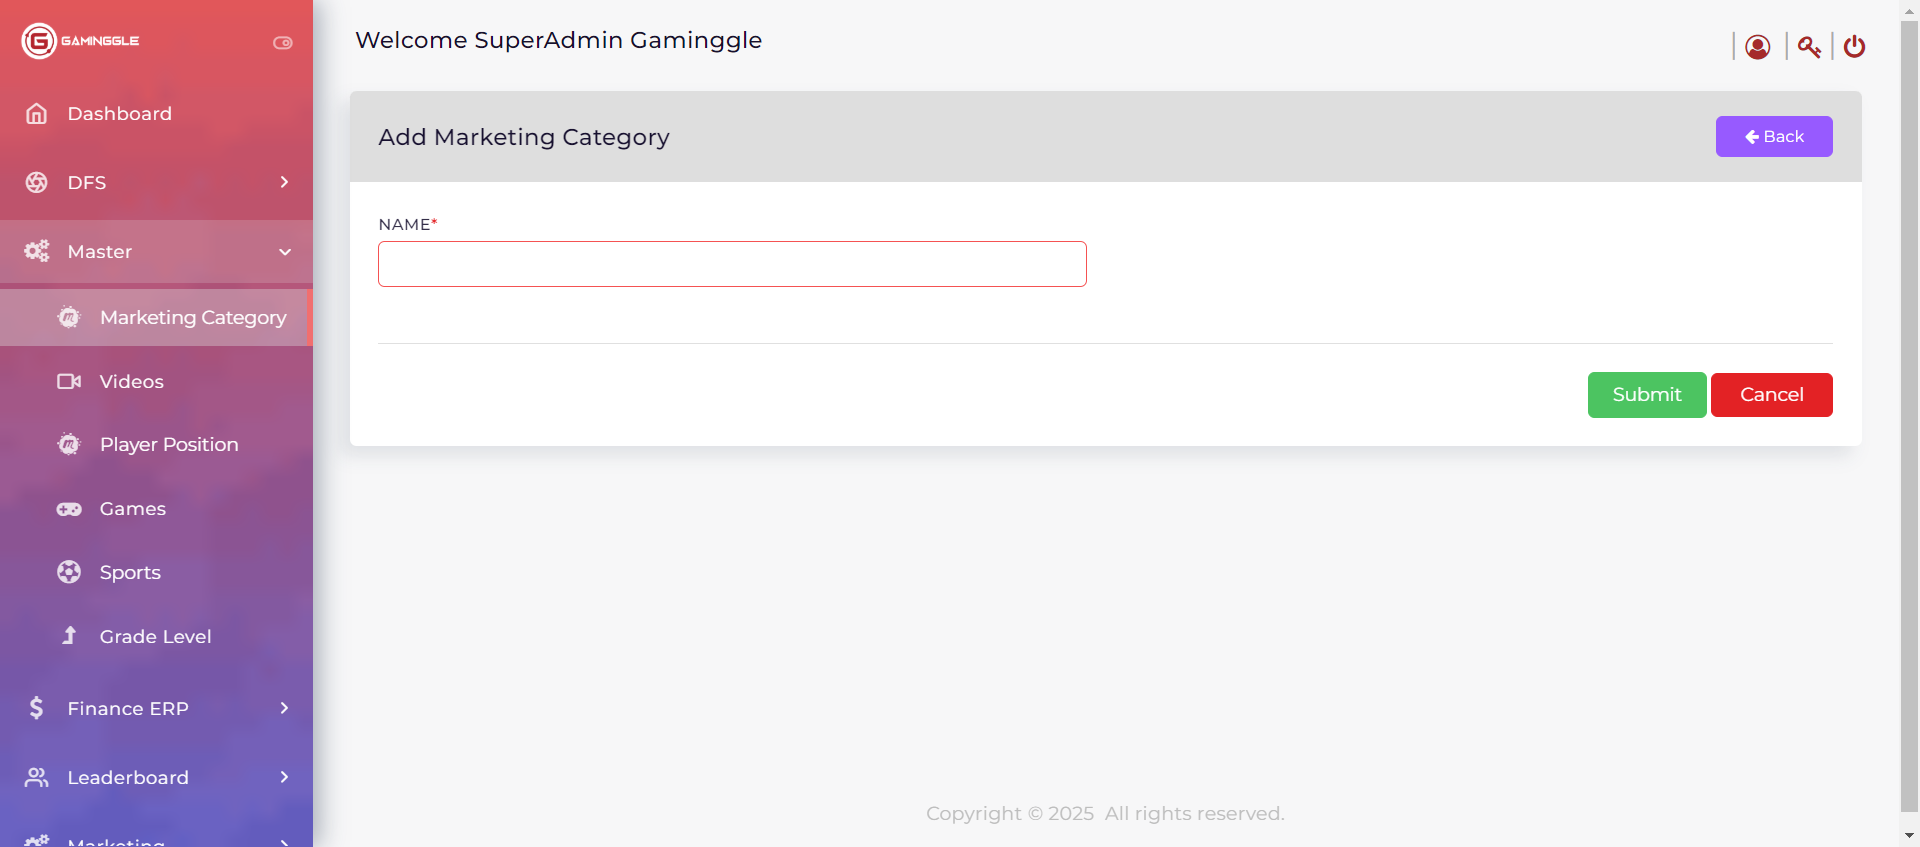 GAMINGGLE
Dashboard
DFS
Master
Marketing Category
Videos
Player Position
Games
Sports
Grade Level
Finance ERP
Leaderboard
Marketing
Welcome SuperAdmin Gaminggle
Add Marketing Category
Back
NAME*
Submit
Cancel
Copyright © 2025 All rights reserved.